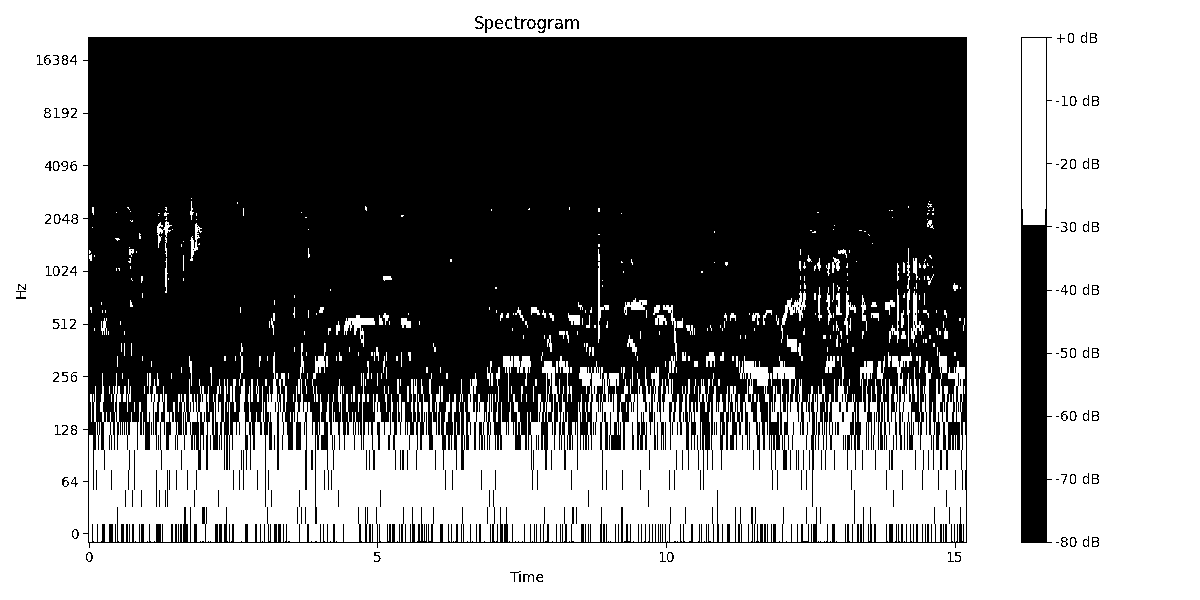 Spectrogram
Hz
16384
8192
4096
2048
1024
512
256
128
64
0
0
5
10
15
Time
+0 dB
-10 dB
-20 dB
-30 dB
-40 dB
-50 dB
-60 dB
-70 dB
-80 dB